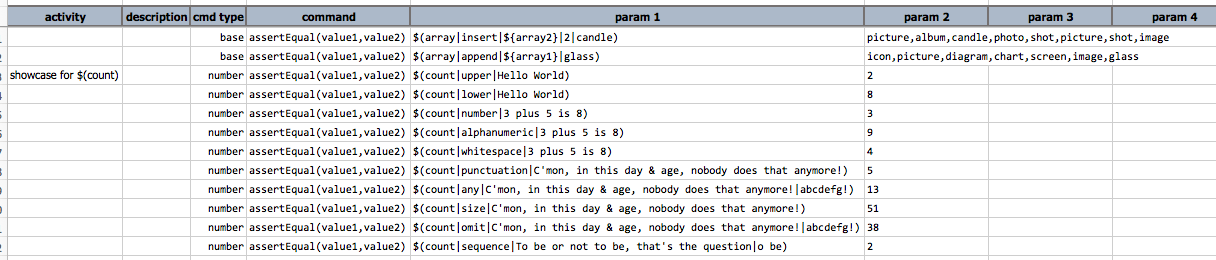 activity description cmd type command param 1 param 2 param 3 param 4
base assertEqual(value1,value2) $(array|insert|${array2}|2|candle) picture,album,candle,photo,shot,picture,shot,image
base assertEqual(value1,value2) $(array|append|${array1}|glass) icon,picture,diagram,chart,screen,image,glass
showcase for $(count) number assertEqual(value1,value2) $(count|upper|Hello World) 2
number assertEqual(value1,value2) $(count|lower|Hello World) 8
number assertEqual(value1,value2) $(count|number|3 plus 5 is 8) 3
number assertEqual(value1,value2) $(count|alphanumeric|3 plus 5 is 8) 9
number assertEqual(value1,value2) $(count|whitespace|3 plus 5 is 8) 4
number assertEqual(value1,value2) $(count|punctuation|C'mon, in this day & age, nobody does that anymore!) 5
number assertEqual(value1,value2) $(count|any|C'mon, in this day & age, nobody does that anymore!|abcdefg!) 13
number assertEqual(value1,value2) $(count|size|C'mon, in this day & age, nobody does that anymore!) 51
number assertEqual(value1,value2) $(count|omit|C'mon, in this day & age, nobody does that anymore!|abcdefg!) 38
number assertEqual(value1,value2) $(count|sequence|To be or not to be, that's the question|o be) 2